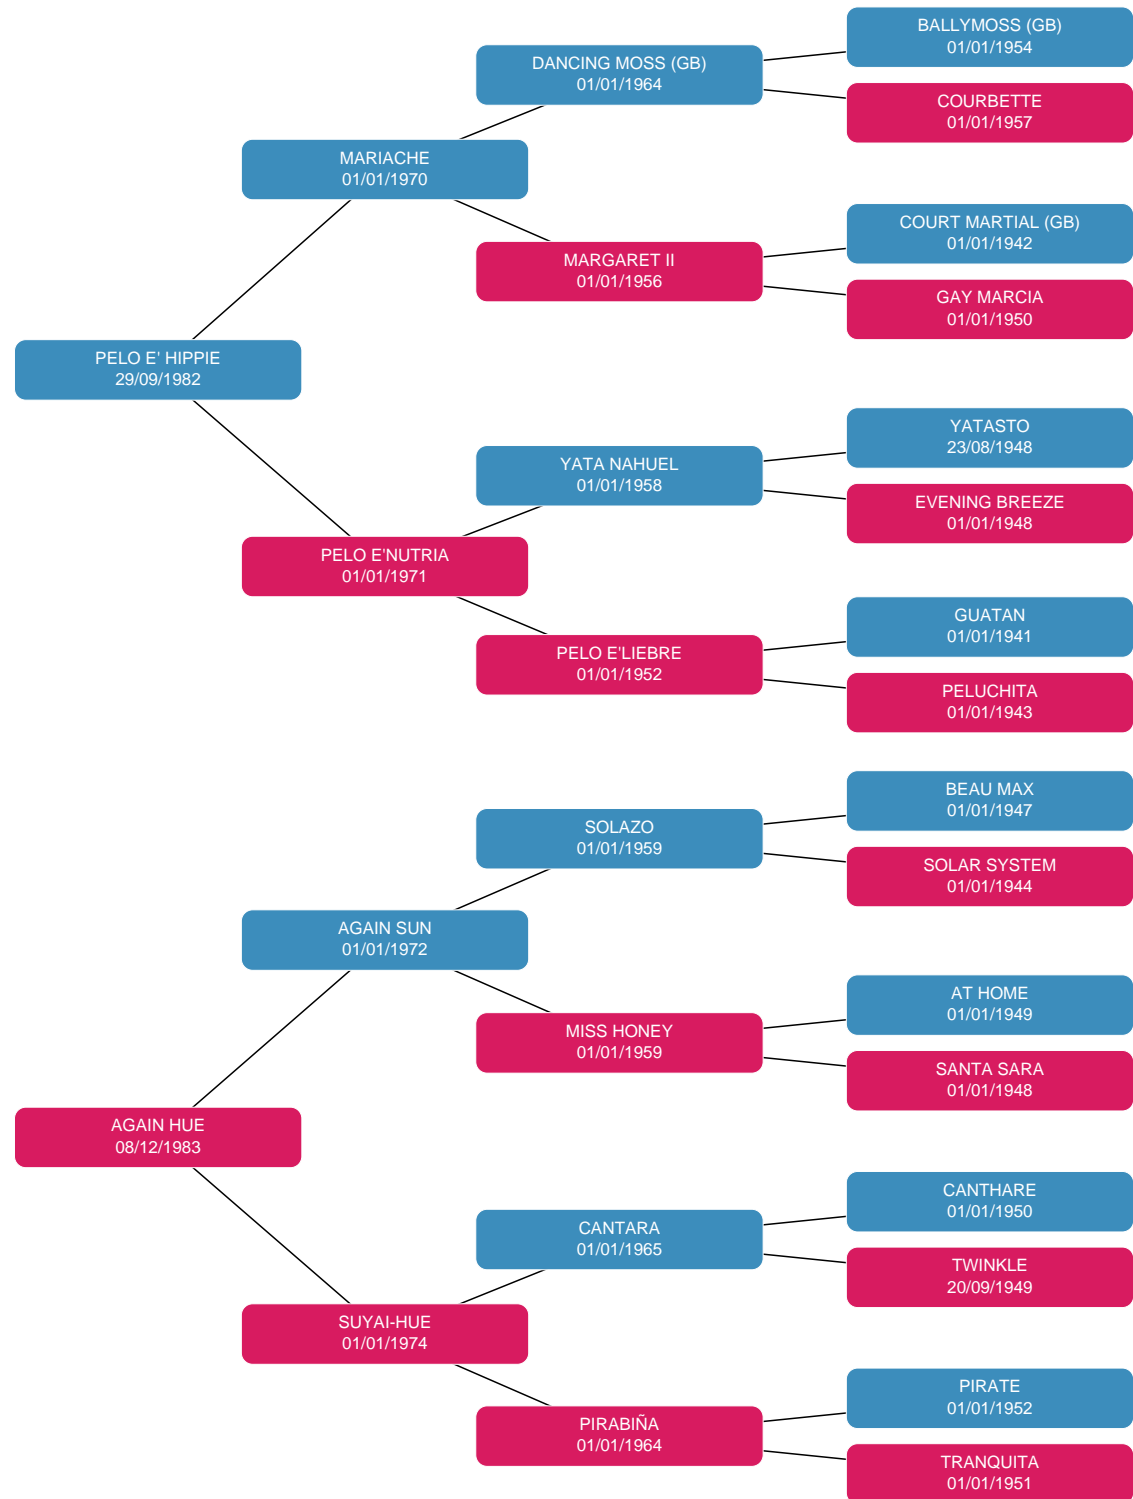 BALLYMOSS (GB)
01/01/1954
DANCING MOSS (GB)
01/01/1964
COURBETTE
01/01/1957
MARIACHE
01/01/1970
COURT MARTIAL (GB)
01/01/1942
MARGARET II
01/01/1956
GAY MARCIA
01/01/1950
PELO E' HIPPIE
29/09/1982
YATASTO
23/08/1948
YATA NAHUEL
01/01/1958
EVENING BREEZE
01/01/1948
PELO E'NUTRIA
01/01/1971
GUATAN
01/01/1941
PELO E'LIEBRE
01/01/1952
PELUCHITA
01/01/1943
BEAU MAX
01/01/1947
SOLAZO
01/01/1959
SOLAR SYSTEM
01/01/1944
AGAIN SUN
01/01/1972
AT HOME
01/01/1949
MISS HONEY
01/01/1959
SANTA SARA
01/01/1948
AGAIN HUE
08/12/1983
CANTHARE
01/01/1950
CANTARA
01/01/1965
TWINKLE
20/09/1949
SUYAI-HUE
01/01/1974
PIRATE
01/01/1952
PIRABIÑA
01/01/1964
TRANQUITA
01/01/1951